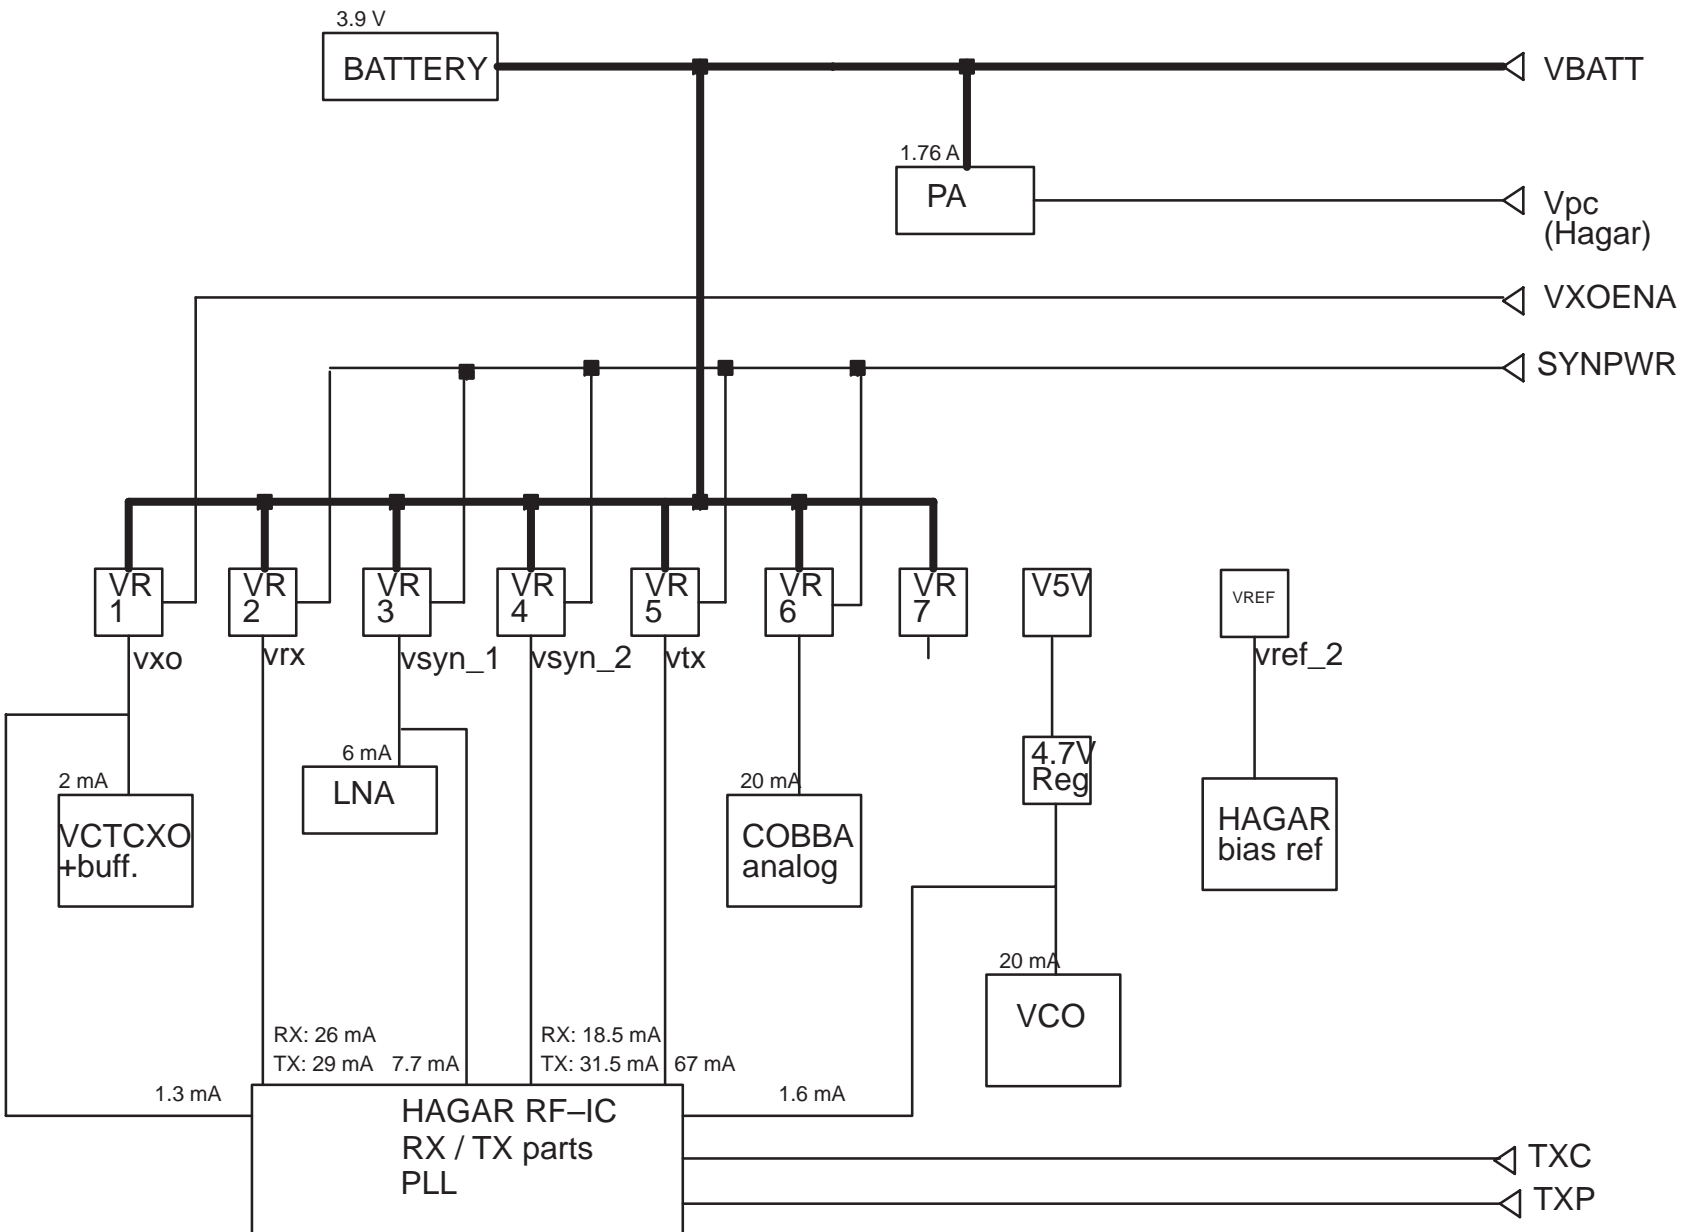 3.9 V
BATTERY
VBATT
1.76 A
PA
Vpc
(Hagar)
VXOENA
SYNPWR
VR
1
VR
2
VR
3
VR
4
VR
5
VR
6
VR
7
V5V
VREF
vxo
vrx
vsyn_1
vsyn_2
vtx
vref_2
4.7V
Reg
6 mA
LNA
2 mA
VCTCXO
+buff.
20 mA
COBBA
analog
HAGAR
bias ref
20 mA
VCO
RX: 26 mA
TX: 29 mA
7.7 mA
RX: 18.5 mA
TX: 31.5 mA
67 mA
1.3 mA
1.6 mA
HAGAR RF–IC
RX / TX parts
PLL
TXC
TXP